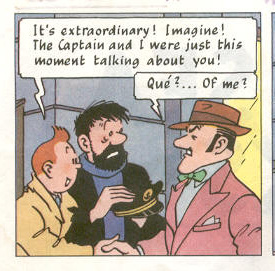 It's extraordinary! Imagine!
The Captain and I were just this
moment talking about you!
Qué?... Of me?